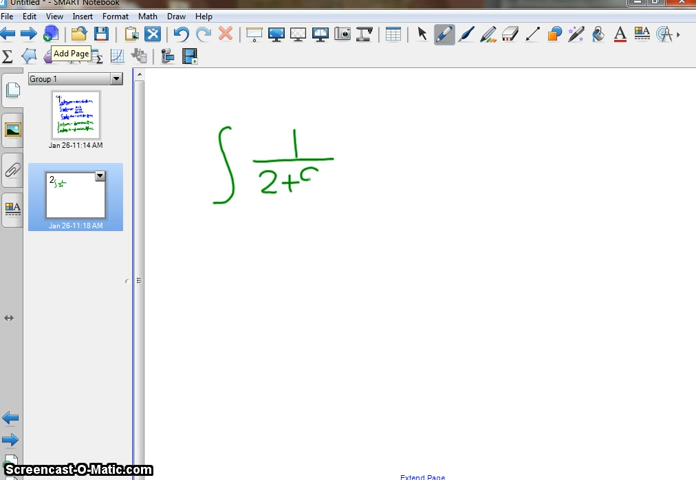 Untitled * - SMART Notebook
File Edit View Insert Format Math Draw Help
Add Page
Group 1
Jan 26-11:14 AM
2
Jan 26-11:18 AM
∫ 1
2+c
Extend Page
Screencast-O-Matic.com